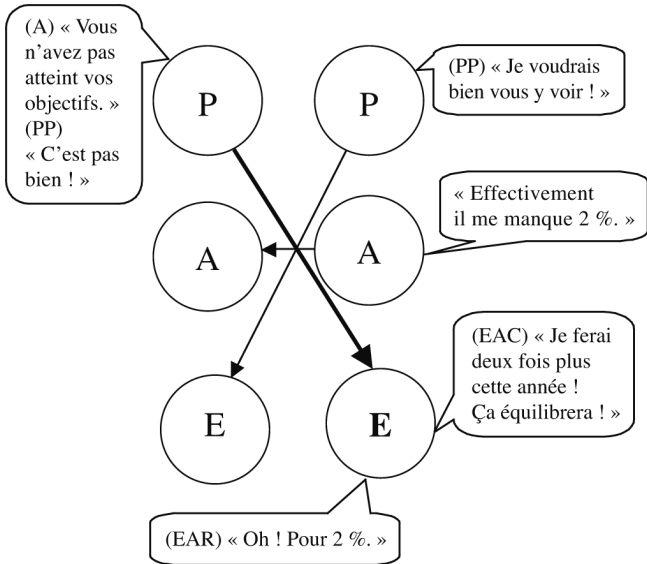 (A) « Vous
n’avez pas
atteint vos
objectifs. »
(PP)
« C’est pas
bien ! »
P
P
(PP) « Je voudrais
bien vous y voir ! »
A
A
« Effectivement
il me manque 2 %. »
E
E
(EAC) « Je ferai
deux fois plus
cette année !
Ça équilibrera ! »
(EAR) « Oh ! Pour 2 %. »